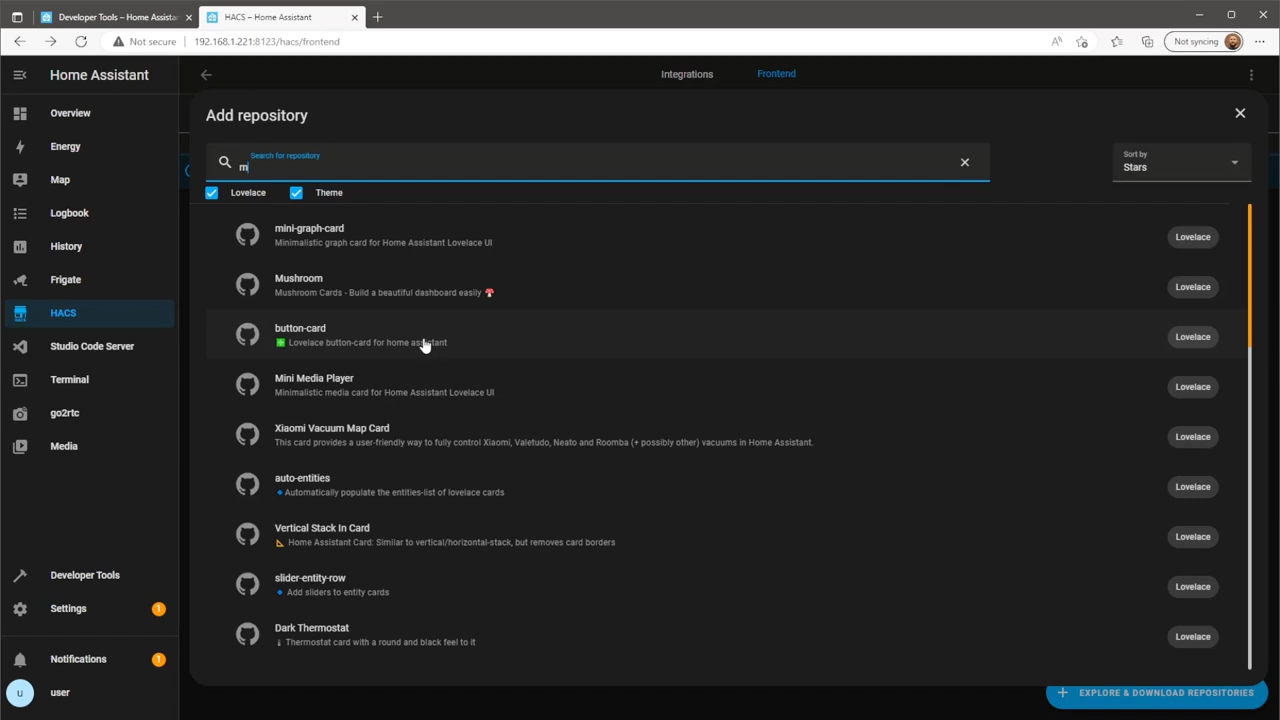 Developer Tools – Home Assistan
HACS – Home Assistant
Not secure
192.168.1.221:8123/hacs/frontend
Not syncing
Home Assistant
Integrations
Frontend
Overview
Energy
Map
Logbook
History
Frigate
HACS
Studio Code Server
Terminal
go2rtc
Media
Developer Tools
Settings
1
Notifications
1
u
user
Add repository
Search for repository
m
Sort by
Stars
Lovelace
Theme
mini-graph-card
Minimalistic graph card for Home Assistant Lovelace UI
Lovelace
Mushroom
Mushroom Cards - Build a beautiful dashboard easily 🍄
Lovelace
button-card
❇️ Lovelace button-card for home assistant
Lovelace
Mini Media Player
Minimalistic media card for Home Assistant Lovelace UI
Lovelace
Xiaomi Vacuum Map Card
This card provides a user-friendly way to fully control Xiaomi, Valetudo, Neato and Roomba (+ possibly other) vacuums in Home Assistant.
Lovelace
auto-entities
🔹Automatically populate the entities-list of lovelace cards
Lovelace
Vertical Stack In Card
📐 Home Assistant Card: Similar to vertical/horizontal-stack, but removes card borders
Lovelace
slider-entity-row
🔹 Add sliders to entity cards
Lovelace
Dark Thermostat
🌡 Thermostat card with a round and black feel to it
Lovelace
EXPLORE & DOWNLOAD REPOSITORIES